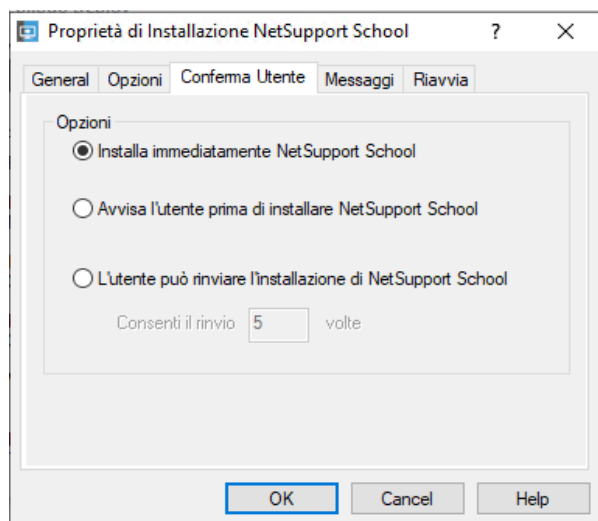 Proprietà di Installazione NetSupport School ?
General Opzioni Conferma Utente Messaggi Riavvia
Opzioni
Installa immediatamente NetSupport School
Avvisa l'utente prima di installare NetSupport School
L'utente può rinviare l'installazione di NetSupport School
Consenti il rinvio 5 volte
OK Cancel Help